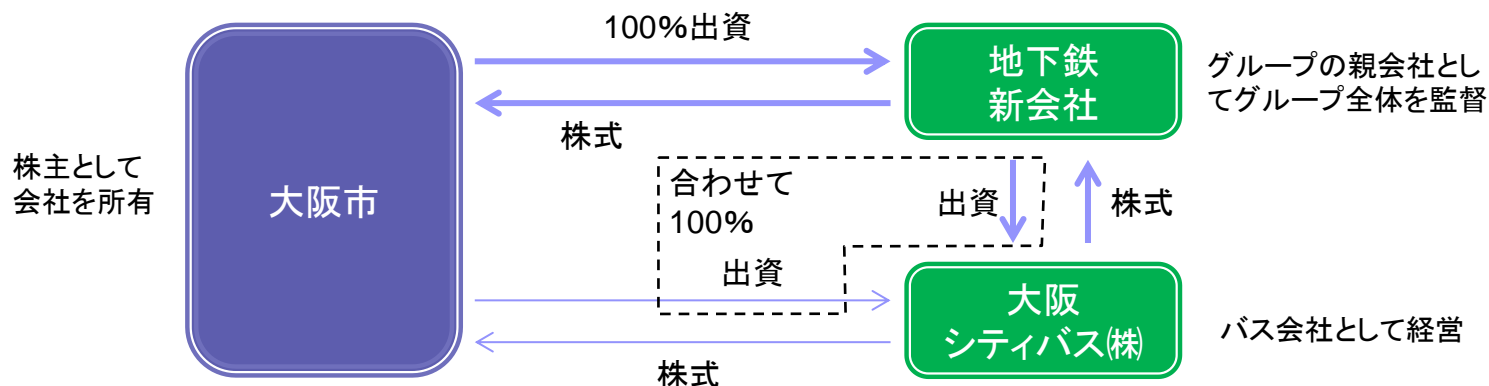 100%出資
地下鉄
新会社
グループの親会社とし
てグループ全体を監督
株式
株主として
会社を所有
大阪市
合わせて
100%
出資
株式
出資
大阪
シティバス㈱
バス会社として経営
株式